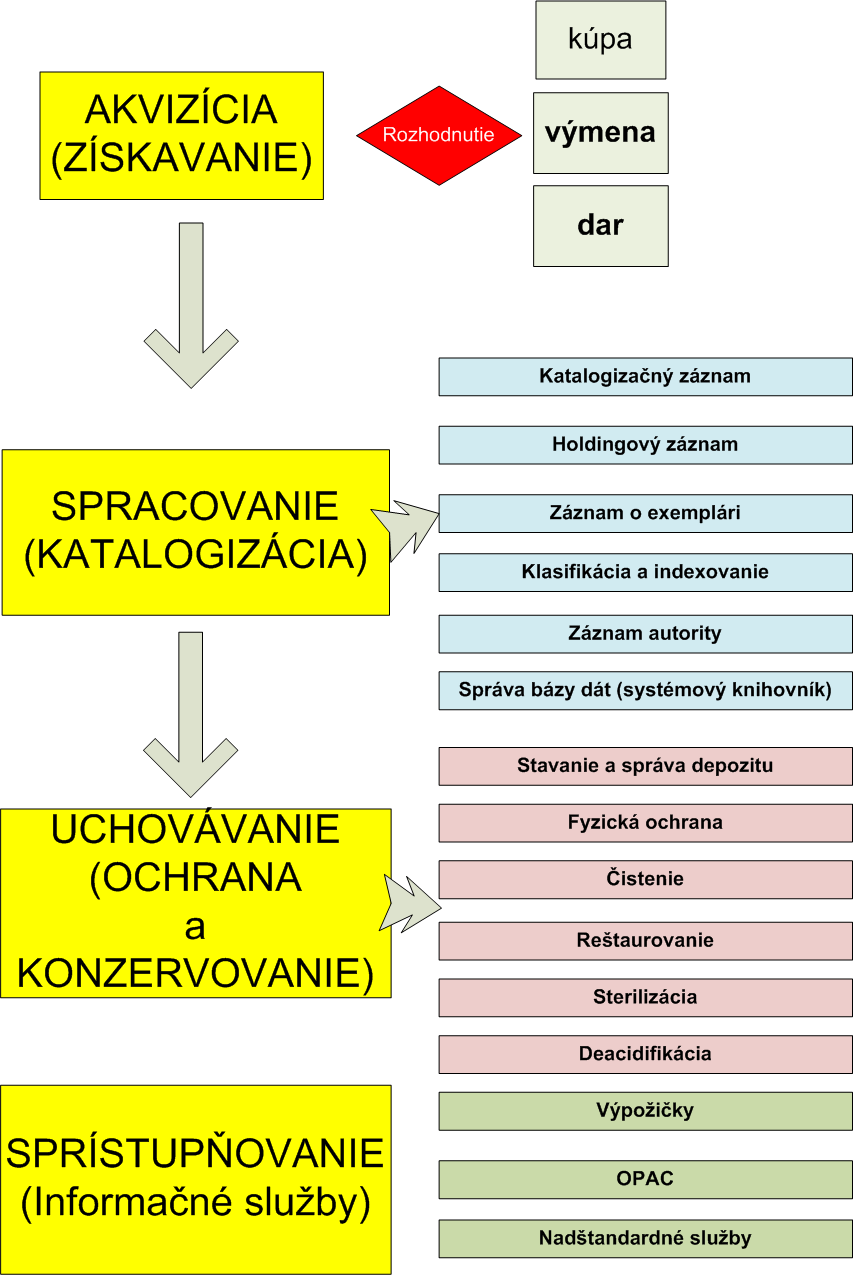 AKVIZÍCIA
(ZÍSKAVANIE)
Rozhodnutie
kúpa
výmena
dar
SPRACOVANIE
(KATALOGIZÁCIA)
Katalogizačný záznam
Holdingový záznam
Záznam o exemplári
Klasifikácia a indexovanie
Záznam autority
Správa bázy dát (systémový knihovník)
UCHOVÁVANIE
(OCHRANA
a
KONZERVOVANIE)
Stavanie a správa depozitu
Fyzická ochrana
Čistenie
Reštaurovanie
Sterilizácia
Deacidifikácia
SPRÍSTUPŇOVANIE
(Informačné služby)
Výpožičky
OPAC
Nadštandardné služby